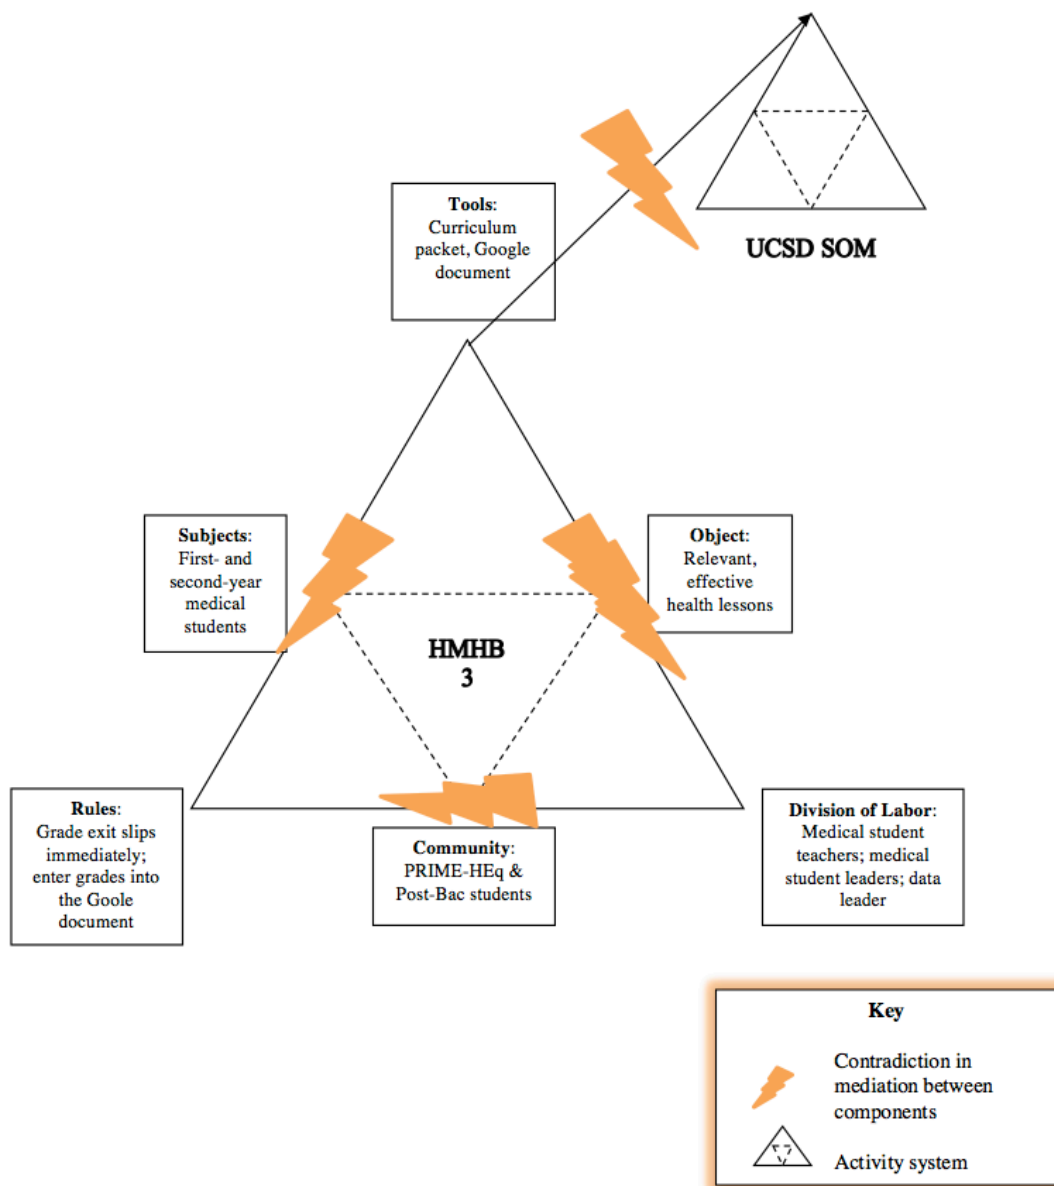 Tools:
Curriculum
packet, Google
document
UCSD SOM
Subjects:
First- and
second-year
medical
students
Object:
Relevant,
effective
health lessons
HMHB
3
Rules:
Grade exit slips
immediately;
enter grades into
the Goole
document
Community:
PRIME-HEq &
Post-Bac students
Division of Labor:
Medical student
teachers; medical
student leaders; data
leader
Key
Contradiction in
mediation between
components
Activity system